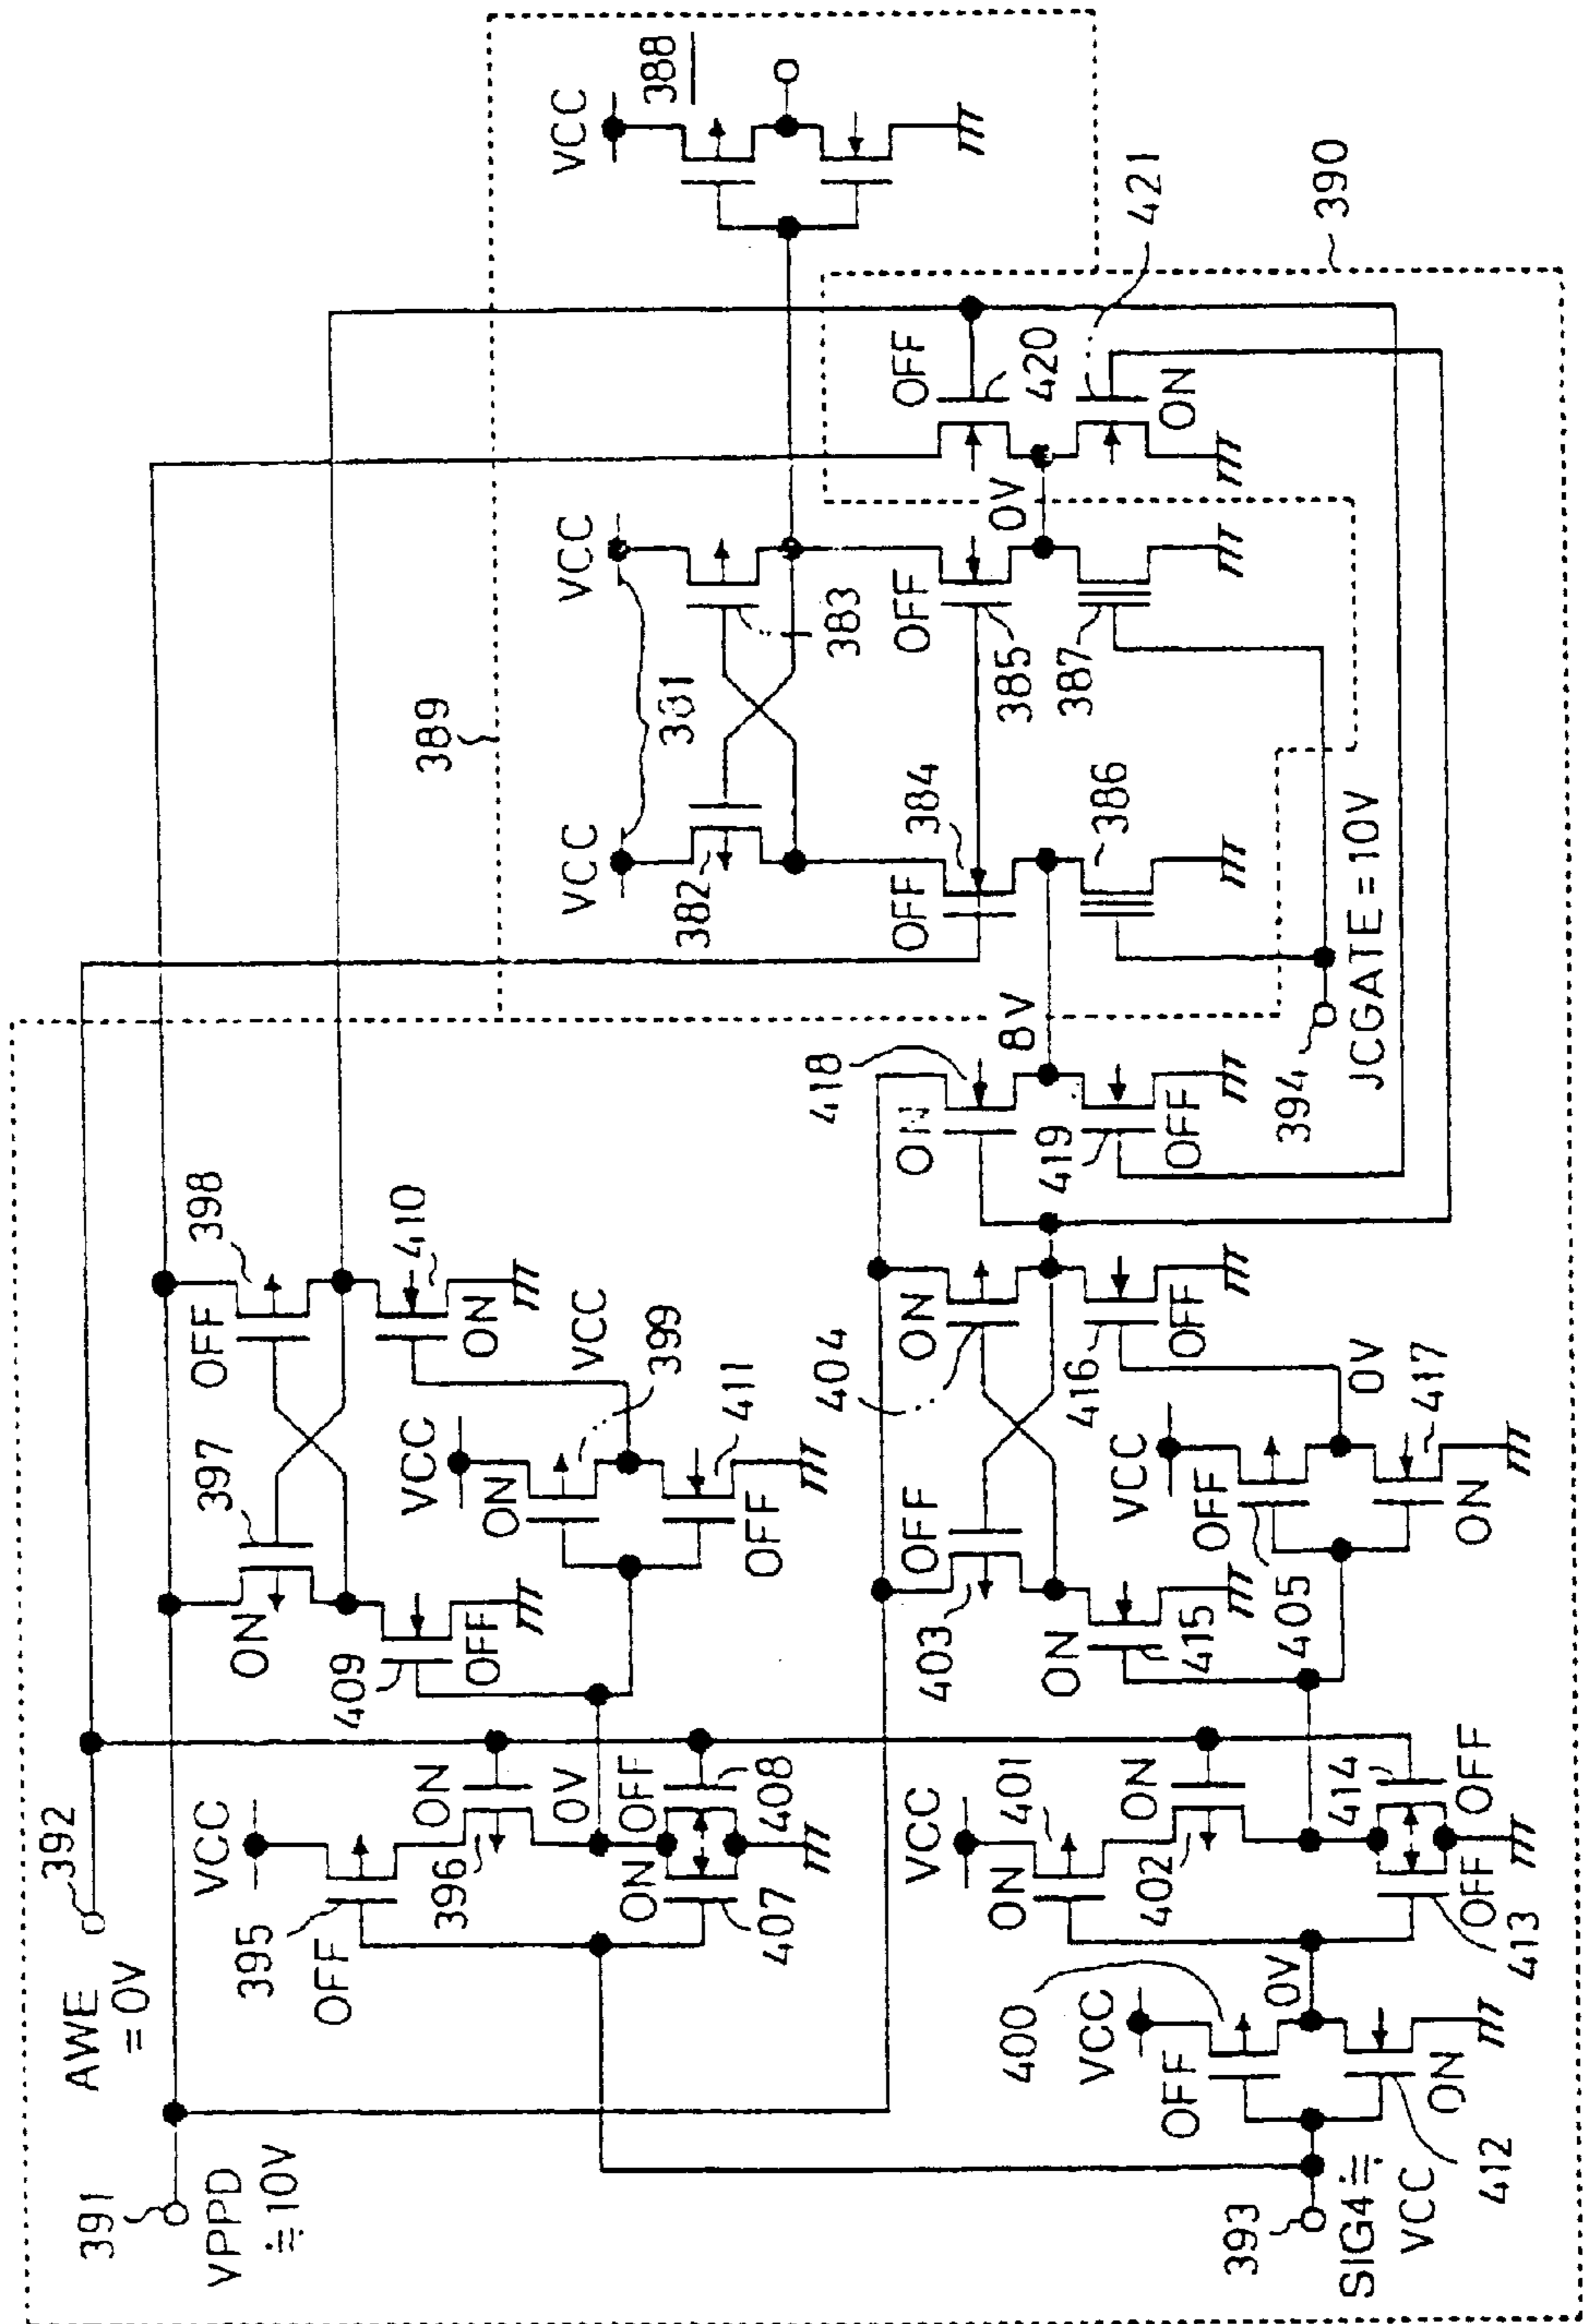 391
VPPD
≒10V
AWE
= 0V
392
393
SIG4≒
VCC
VCC
395
OFF
ON
396
0V
ON
OFF
408
407
VCC
400
OFF
0V
ON
412
VCC
401
ON
ON
402
414
OFF
OFF
413
397
ON
409
OFF
398
OFF
410
ON
VCC
VCC
399
ON
411
OFF
OFF
403
ON
415
404
ON
416
OFF
0V
VCC
OFF
405
417
ON
418
ON
419
OFF
8V
394
JCGATE = 10V
389
VCC
VCC
381
382
383
384
OFF
386
OFF
385
387
0V
OFF
420
421
ON
VCC
388
390